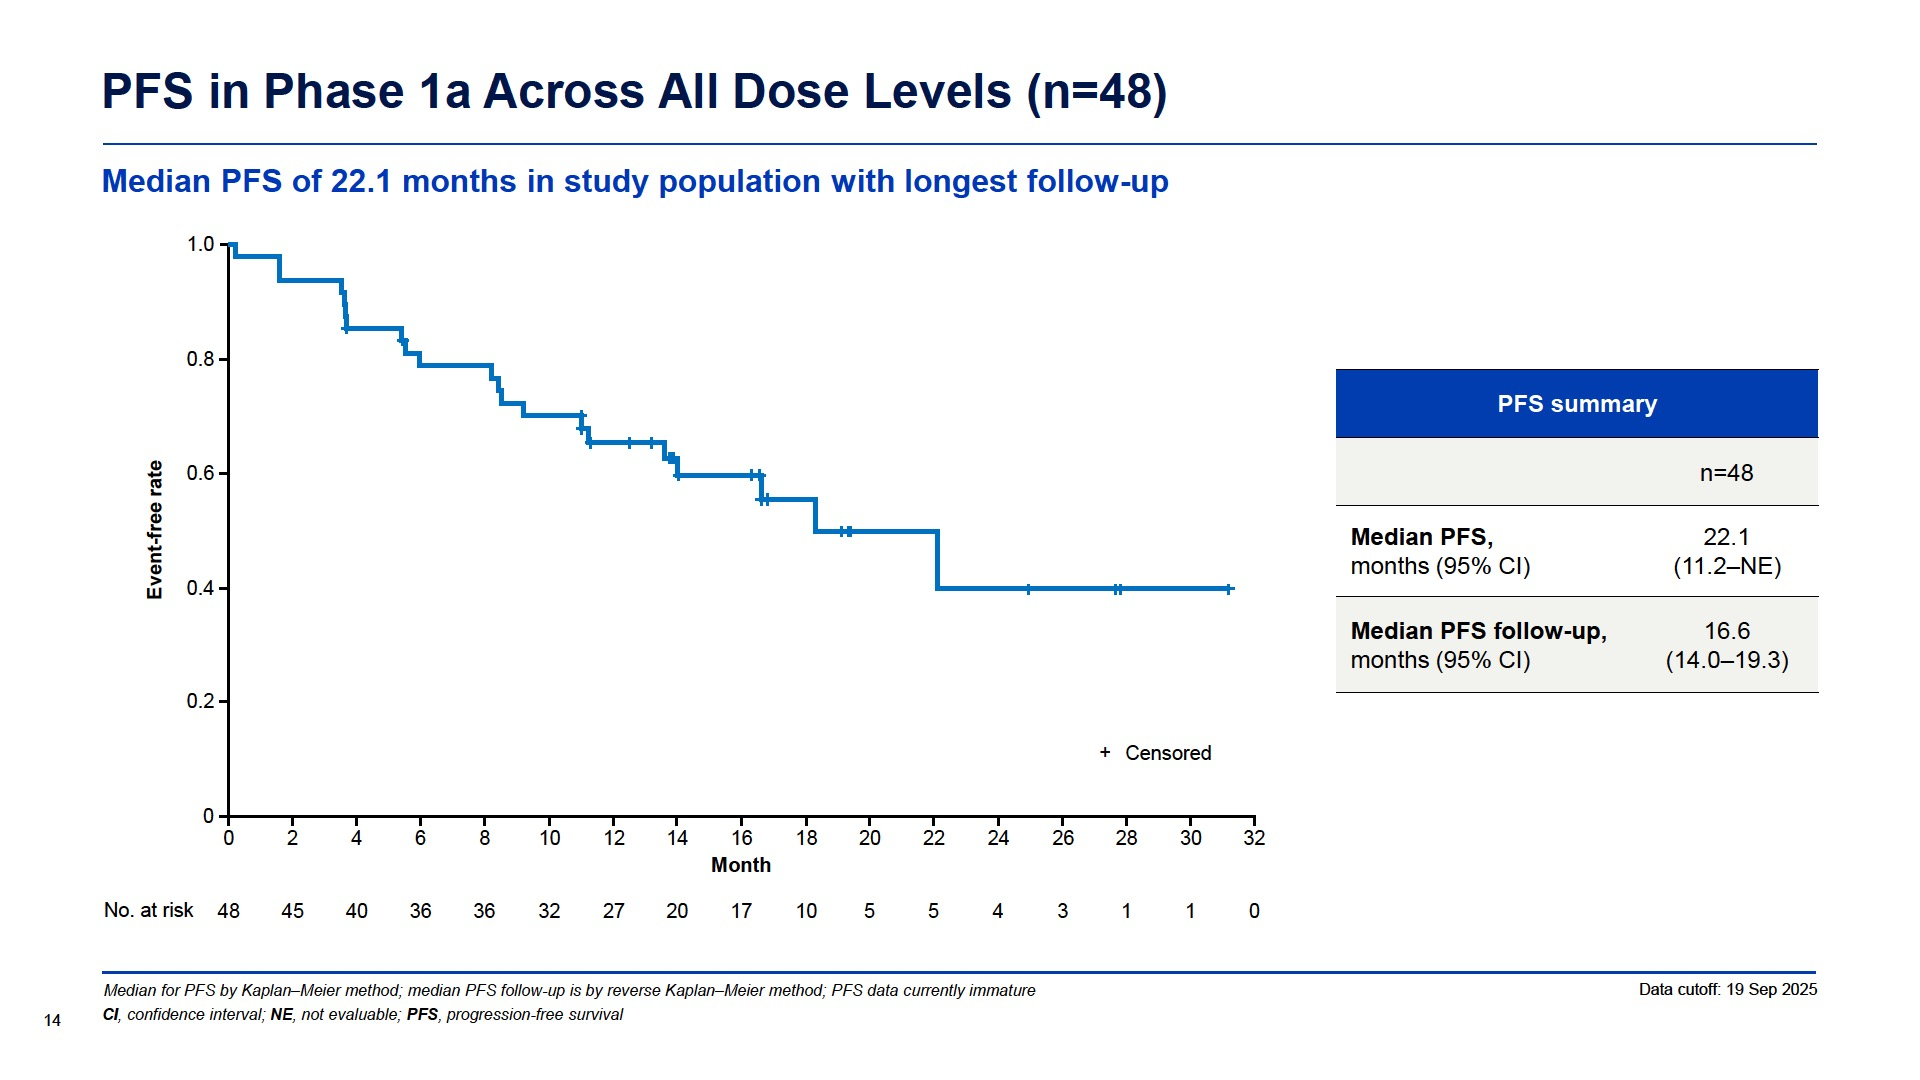 PFS in Phase 1a Across All Dose Levels (n=48)
Median PFS of 22.1 months in study population with longest follow-up
1.0
0.8
0.6
0.4
0.2
0
Event-free rate
+ Censored
0 2 4 6 8 10 12 14 16 18 20 22 24 26 28 30 32
Month
No. at risk 48 45 40 36 36 32 27 20 17 10 5 5 4 3 1 1 0
PFS summary
n=48
Median PFS, 22.1
months (95% CI) (11.2–NE)
Median PFS follow-up, 16.6
months (95% CI) (14.0–19.3)
Median for PFS by Kaplan–Meier method; median PFS follow-up is by reverse Kaplan–Meier method; PFS data currently immature
CI, confidence interval; NE, not evaluable; PFS, progression-free survival
Data cutoff: 19 Sep 2025
14